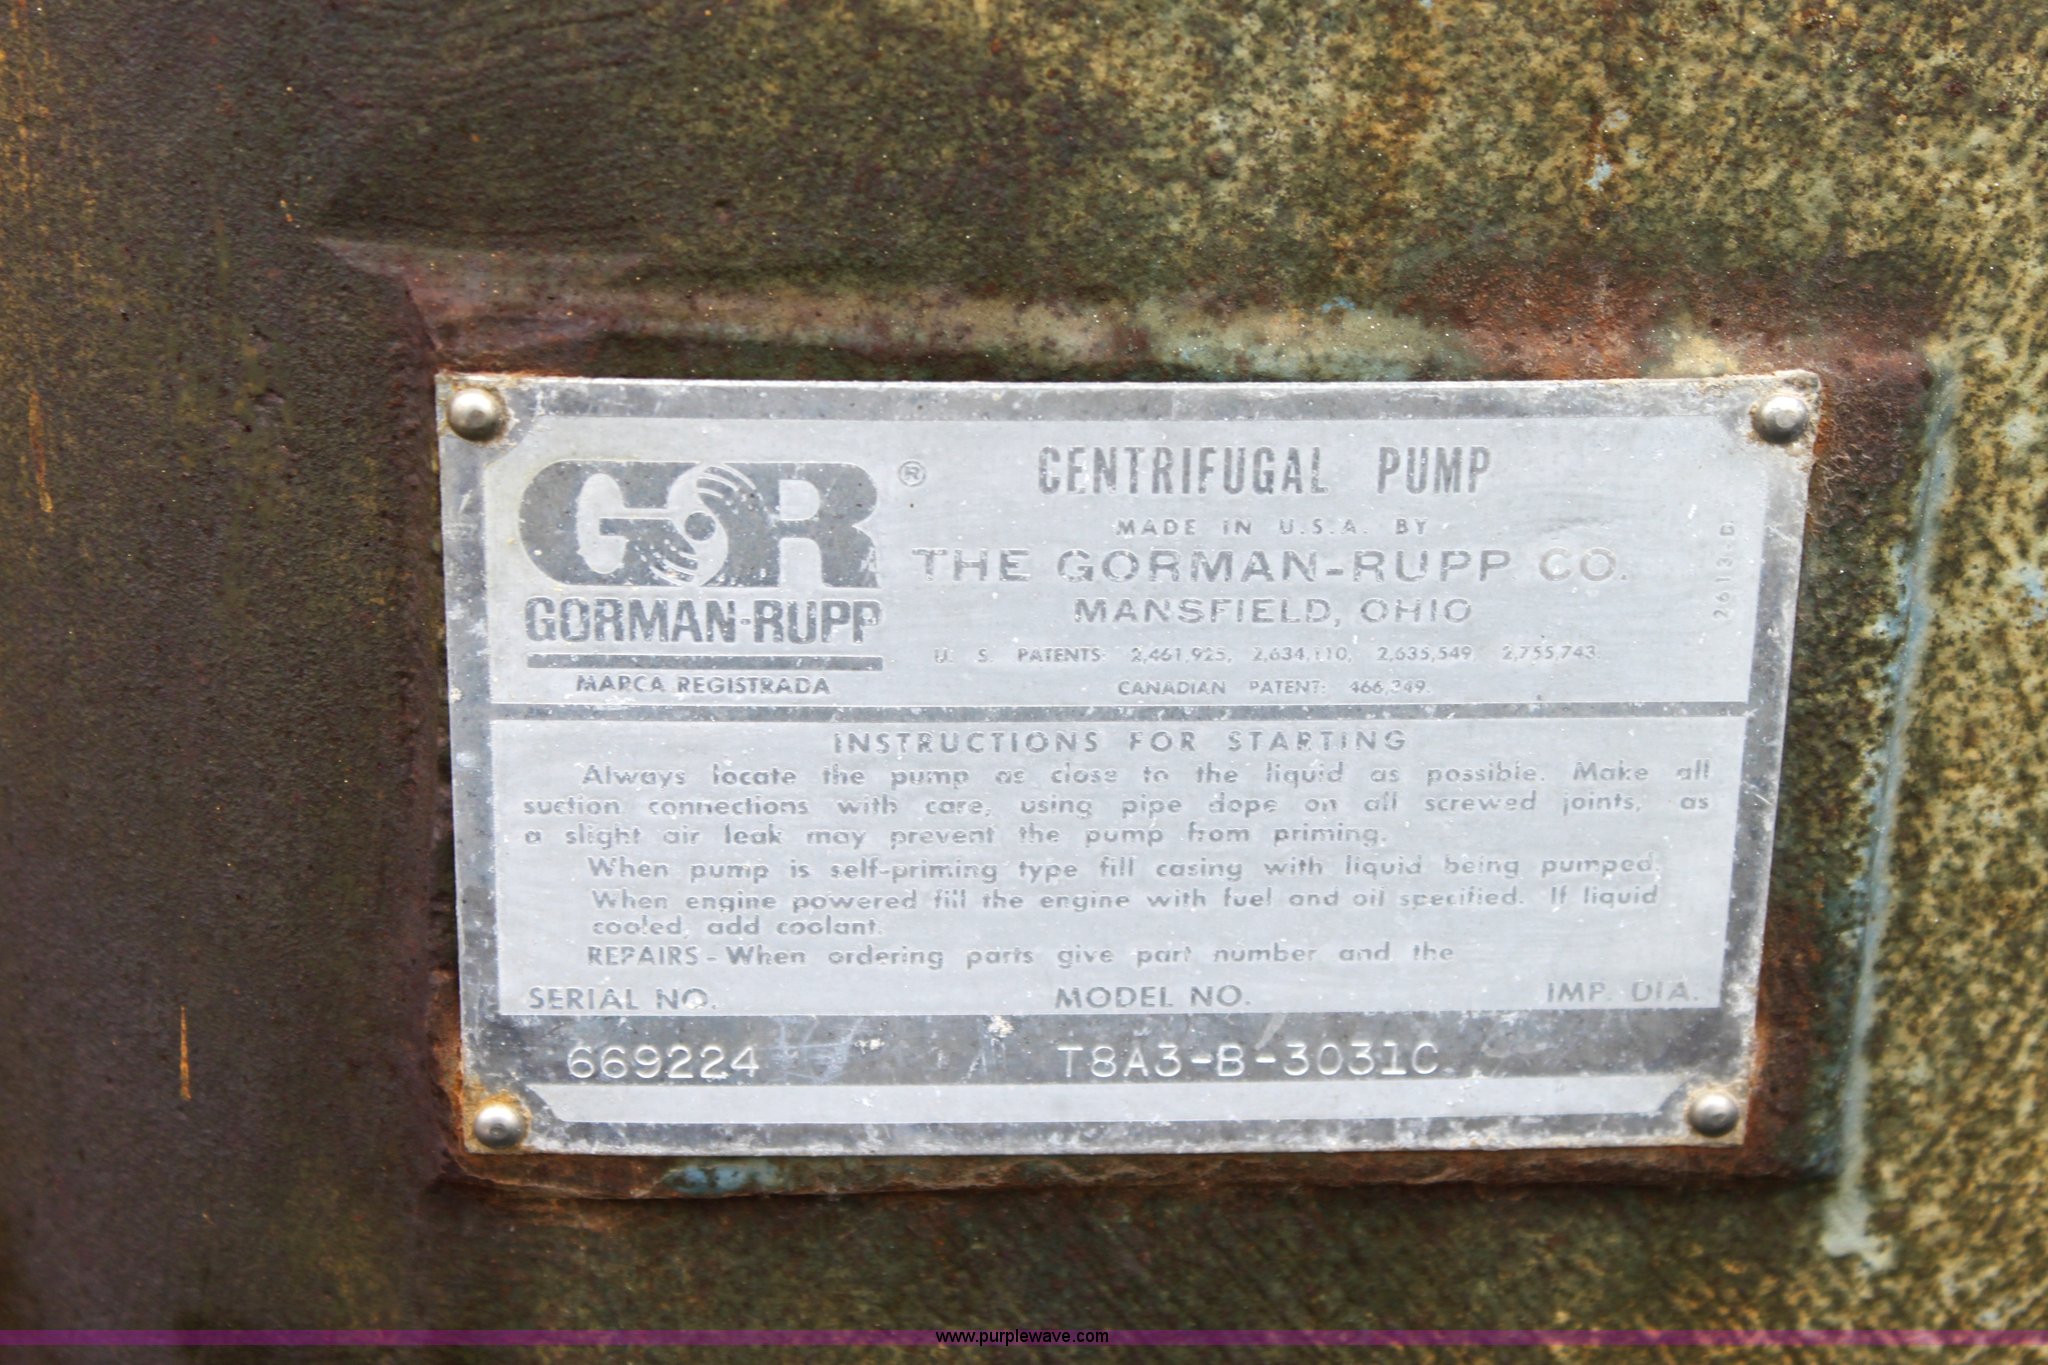 GR ®
GORMAN-RUPP
MARCA REGISTRADA
CENTRIFUGAL PUMP
MADE IN U.S.A. BY
THE GORMAN-RUPP CO.
MANSFIELD, OHIO
U. S. PATENTS: 2,461,925, 2,634,110, 2,635,549, 2,755,743
CANADIAN PATENT: 466,349.
2613-D
INSTRUCTIONS FOR STARTING
Always locate the pump as close to the liquid as possible. Make all
suction connections with care, using pipe dope on all screwed joints, as
a slight air leak may prevent the pump from priming.
When pump is self-priming type fill casing with liquid being pumped.
When engine powered fill the engine with fuel and oil specified. If liquid
cooled, add coolant.
REPAIRS - When ordering parts give part number and the
SERIAL NO. MODEL NO. IMP. DIA.
669224 T8A3-B-3031C
www.purplewave.com